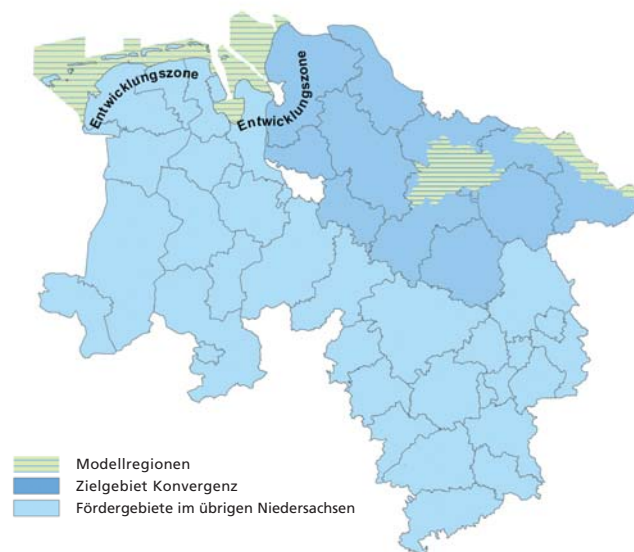 Entwicklungszone
Entwicklungszone
Modellregionen
Zielgebiet Konvergenz
Fördergebiete im übrigen Niedersachsen